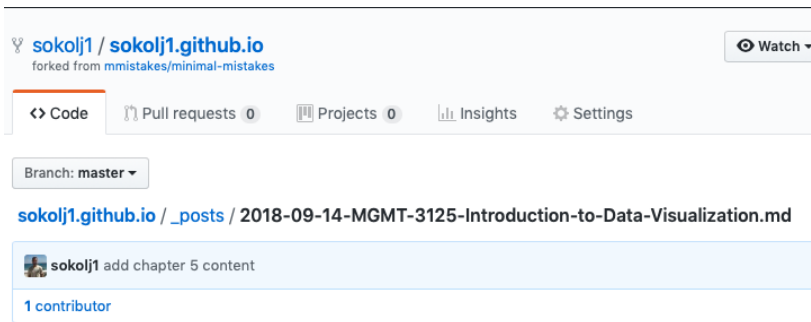 sokolj1 / sokolj1.github.io
Watch
forked from mmistakes/minimal-mistakes
Code Pull requests 0 Projects 0 Insights Settings
Branch: master
sokolj1.github.io / _posts / 2018-09-14-MGMT-3125-Introduction-to-Data-Visualization.md
sokolj1 add chapter 5 content
1 contributor